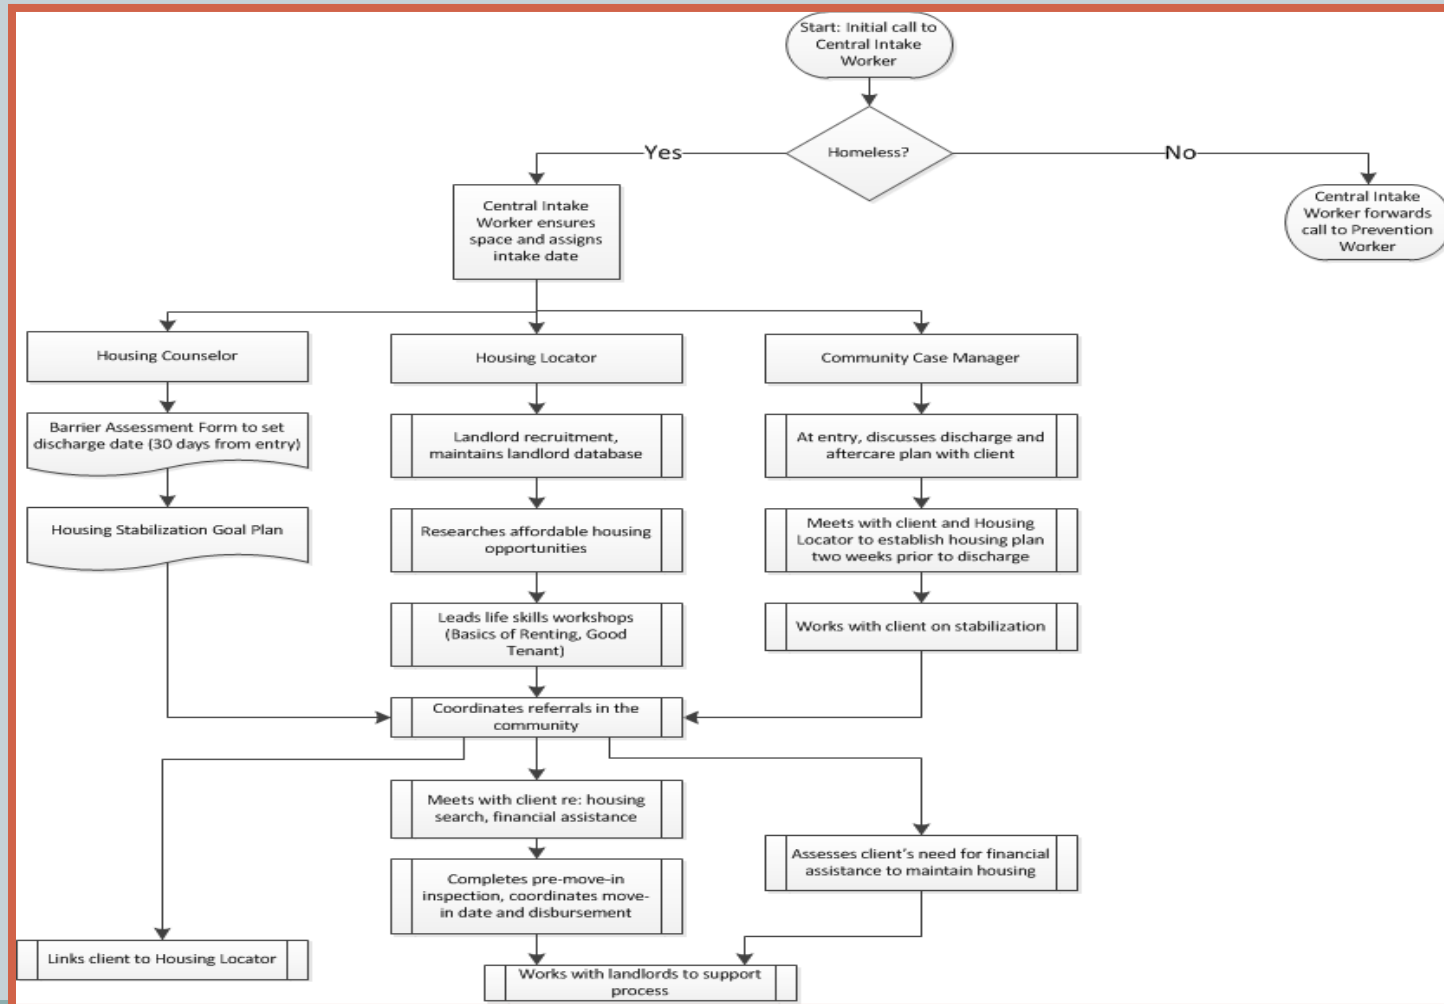 Start: Initial call to
Central Intake
Worker
Homeless?
Yes
No
Central Intake
Worker ensures
space and assigns
intake date
Central Intake
Worker forwards
call to Prevention
Worker
Housing Counselor
Housing Locator
Community Case Manager
Barrier Assessment Form to set
discharge date (30 days from entry)
Landlord recruitment,
maintains landlord database
At entry, discusses discharge and
aftercare plan with client
Housing Stabilization Goal Plan
Researches affordable housing
opportunities
Meets with client and Housing
Locator to establish housing plan
two weeks prior to discharge
Leads life skills workshops
(Basics of Renting, Good
Tenant)
Works with client on stabilization
Coordinates referrals in the
community
Meets with client re: housing
search, financial assistance
Assesses client’s need for financial
assistance to maintain housing
Completes pre-move-in
inspection, coordinates move-
in date and disbursement
Links client to Housing Locator
Works with landlords to support
process